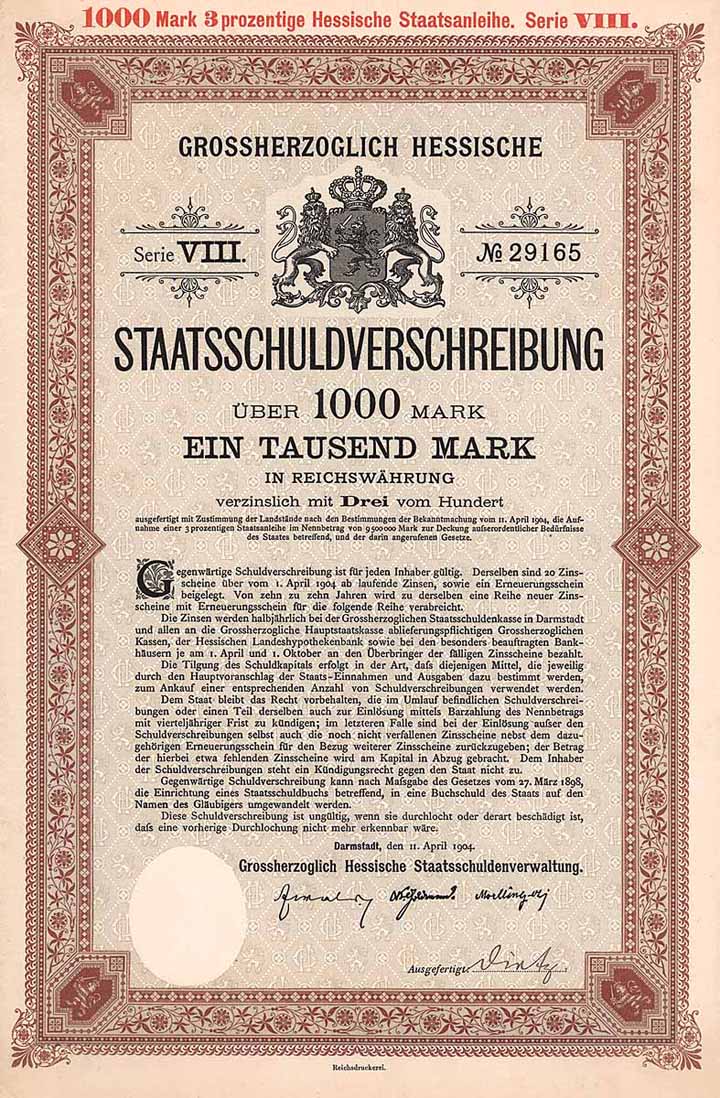 1000 Mark 3 prozentige Hessische Staatsanleihe. Serie VIII.
GROSSHERZOGLICH HESSISCHE
Serie VIII.
№ 29165
STAATSSCHULDVERSCHREIBUNG
ÜBER 1000 MARK
EIN TAUSEND MARK
IN REICHSWÄHRUNG
verzinslich mit Drei vom Hundert
ausgefertigt mit Zustimmung der Landstände nach den Bestimmungen der Bekanntmachung vom 11. April 1904, die Auf-
nahme einer 3 prozentigen Staatsanleihe im Nennbetrag von 9500000 Mark zur Deckung aufserordentlicher Bedürfnisse
des Staates betreffend, und der darin angerufenen Gesetze.
Gegenwärtige Schuldverschreibung ist für jeden Inhaber gültig. Derselben sind 20 Zins-
scheine über vom 1. April 1904 ab laufende Zinsen, sowie ein Erneuerungsschein
beigelegt. Von zehn zu zehn Jahren wird zu derselben eine Reihe neuer Zins-
scheine mit Erneuerungsschein für die folgende Reihe verabreicht.
Die Zinsen werden halbjährlich bei der Grossherzoglichen Staatsschuldenkasse in Darmstadt
und allen an die Grossherzogliche Hauptstaatskasse ablieferungspflichtigen Grossherzoglichen
Kassen, der Hessischen Landeshypothekenbank sowie bei den besonders beauftragten Bank-
häusern je am 1. April und 1. Oktober an den Überbringer der fälligen Zinsscheine bezahlt.
Die Tilgung des Schuldkapitals erfolgt in der Art, dafs diejenigen Mittel, die jeweilig
durch den Hauptvoranschlag der Staats-Einnahmen und Ausgaben dazu bestimmt werden,
zum Ankauf einer entsprechenden Anzahl von Schuldverschreibungen verwendet werden.
Dem Staat bleibt das Recht vorbehalten, die im Umlauf befindlichen Schuldverschrei-
bungen oder einen Teil derselben auch zur Einlösung mittels Barzahlung des Nennbetrags
mit vierteljähriger Frist zu kündigen; im letzteren Falle sind bei der Einlösung aufser den
Schuldverschreibungen selbst auch die noch nicht verfallenen Zinsscheine nebst dem dazu-
gehörigen Erneuerungsschein für den Bezug weiterer Zinsscheine zurückzugeben; der Betrag
der hierbei etwa fehlenden Zinsscheine wird am Kapital in Abzug gebracht. Dem Inhaber
der Schuldverschreibungen steht ein Kündigungsrecht gegen den Staat nicht zu.
Gegenwärtige Schuldverschreibung kann nach Mafsgabe des Gesetzes vom 27. März 1898,
die Einrichtung eines Staatsschuldbuchs betreffend, in eine Buchschuld des Staats auf den
Namen des Gläubigers umgewandelt werden.
Diese Schuldverschreibung ist ungültig, wenn sie durchlocht oder derart beschädigt ist,
dafs eine vorherige Durchlochung nicht mehr erkennbar wäre.
Darmstadt, den 11. April 1904.
Grossherzoglich Hessische Staatsschuldenverwaltung.
Ausgefertigt: Dietz
Reichsdruckerei.